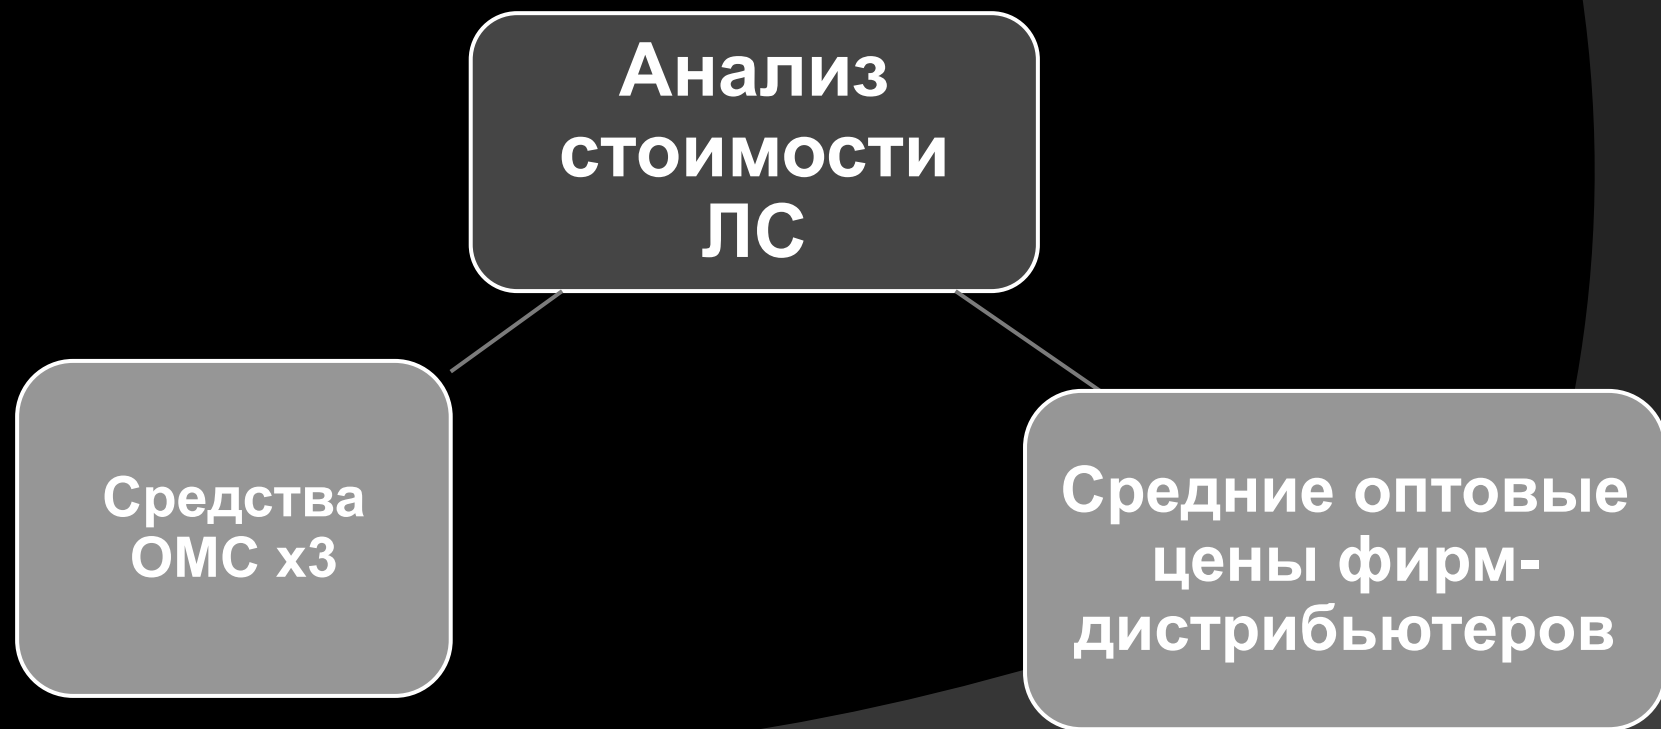 Анализ
стоимости
ЛС
Средства
ОМС х3
Средние оптовые
цены фирм-
дистрибьютеров